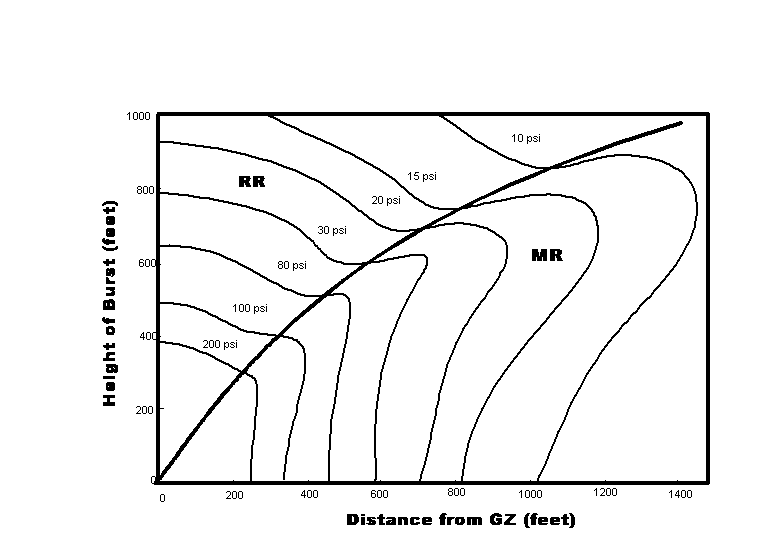 1000
800
600
400
200
0
Height of Burst (feet)
10 psi
15 psi
RR
20 psi
30 psi
MR
80 psi
100 psi
200 psi
0 200 400 600 800 1000 1200 1400
Distance from GZ (feet)